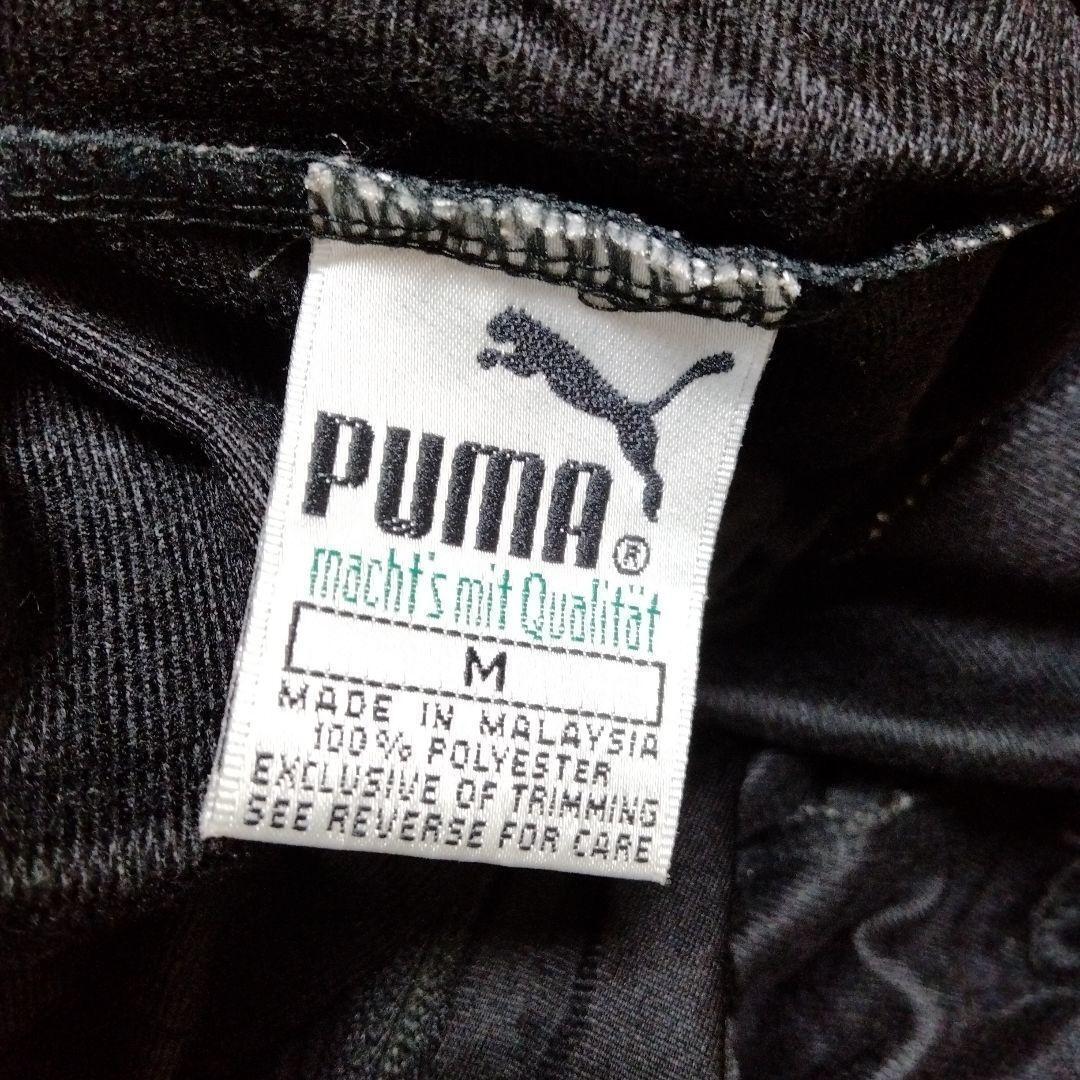 PUMA®
macht's mit Qualität
M
MADE IN MALAYSIA
100% POLYESTER
EXCLUSIVE OF TRIMMING
SEE REVERSE FOR CARE